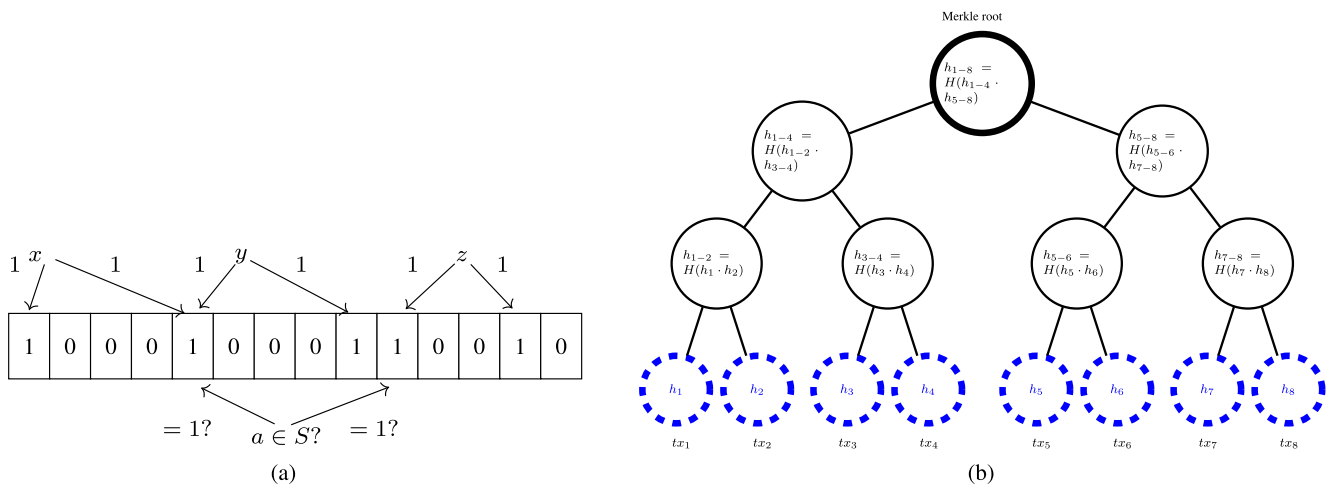 Merkle root
h₁₋₈ =
H(h₁₋₄ ·
h₅₋₈)
h₁₋₄ =
H(h₁₋₂ ·
h₃₋₄)
h₅₋₈ =
H(h₅₋₆ ·
h₇₋₈)
h₁₋₂ =
H(h₁ · h₂)
h₃₋₄ =
H(h₃ · h₄)
h₅₋₆ =
H(h₅ · h₆)
h₇₋₈ =
H(h₇ · h₈)
h₁ h₂ h₃ h₄ h₅ h₆ h₇ h₈
tx₁ tx₂ tx₃ tx₄ tx₅ tx₆ tx₇ tx₈
(b)
1 x 1 1 y 1 1 z 1
1 0 0 0 1 0 0 0 1 1 0 0 1 0
= 1? a ∈ S? = 1?
(a)